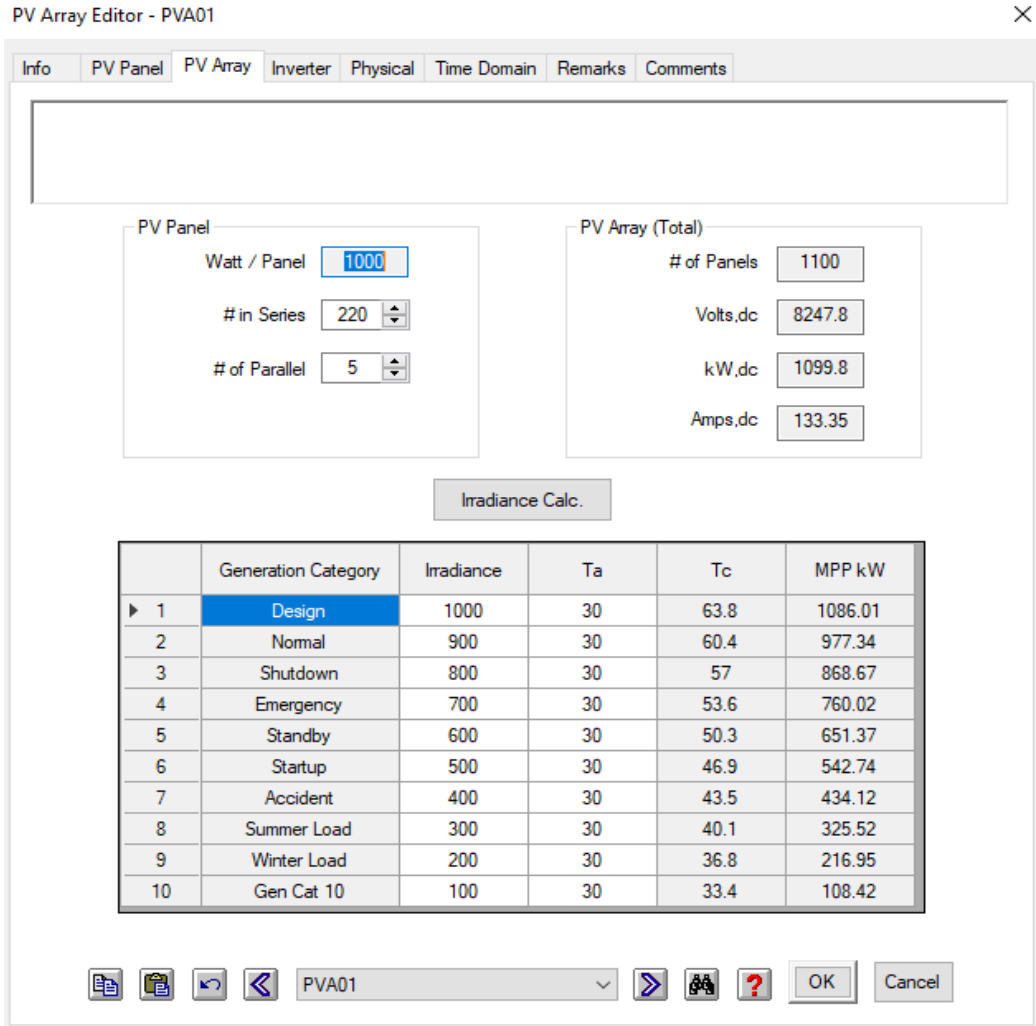 PV Array Editor - PVA01
Info PV Panel PV Array Inverter Physical Time Domain Remarks Comments
PV Panel
Watt / Panel 1000
# in Series 220
# of Parallel 5
PV Array (Total)
# of Panels 1100
Volts,dc 8247.8
kW,dc 1099.8
Amps,dc 133.35
Irradiance Calc.
Generation Category Irradiance Ta Tc MPP kW
1 Design 1000 30 63.8 1086.01
2 Normal 900 30 60.4 977.34
3 Shutdown 800 30 57 868.67
4 Emergency 700 30 53.6 760.02
5 Standby 600 30 50.3 651.37
6 Startup 500 30 46.9 542.74
7 Accident 400 30 43.5 434.12
8 Summer Load 300 30 40.1 325.52
9 Winter Load 200 30 36.8 216.95
10 Gen Cat 10 100 30 33.4 108.42
PVA01 ? OK Cancel